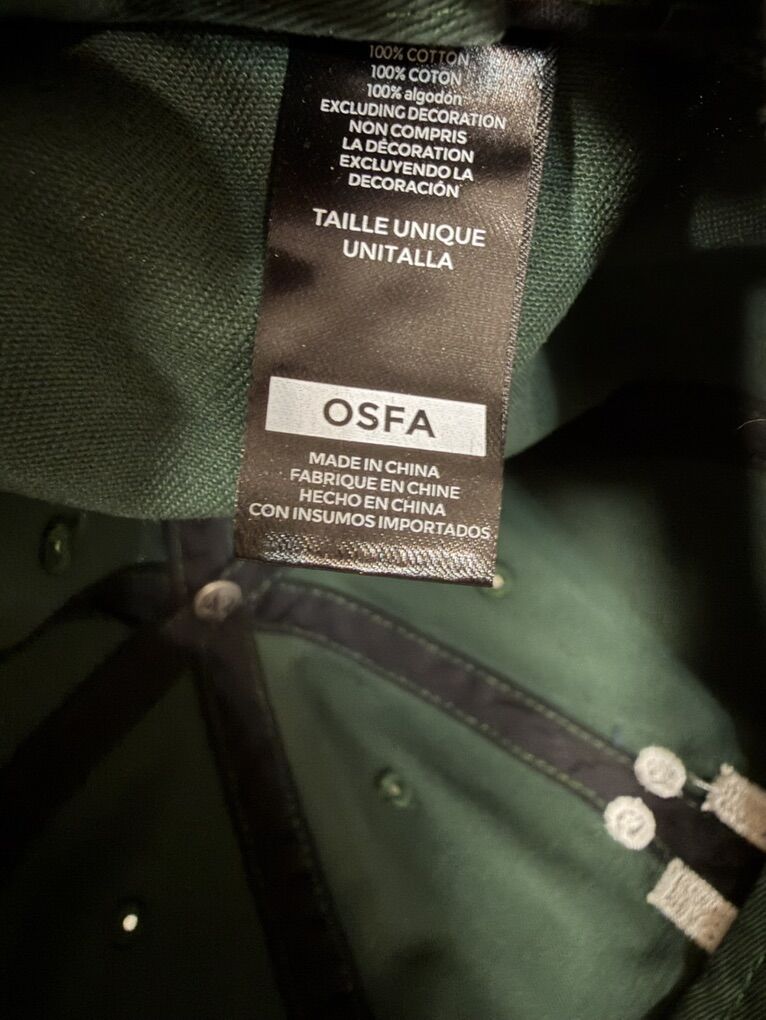 100% COTTON
100% COTON
100% algodón
EXCLUDING DECORATION
NON COMPRIS
LA DÉCORATION
EXCLUYENDO LA
DECORACIÓN
TAILLE UNIQUE
UNITALLA
OSFA
MADE IN CHINA
FABRIQUE EN CHINE
HECHO EN CHINA
CON INSUMOS IMPORTADOS